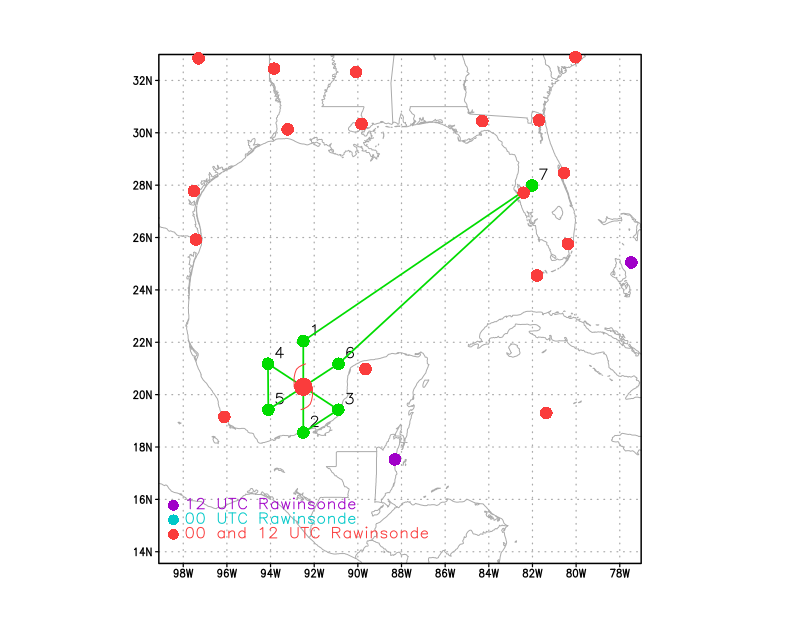 32N
30N
28N
26N
24N
22N
20N
18N
16N
14N
7
1
4
6
5
3
2
12 UTC Rawinsonde
00 UTC Rawinsonde
00 and 12 UTC Rawinsonde
98W 96W 94W 92W 90W 88W 86W 84W 82W 80W 78W